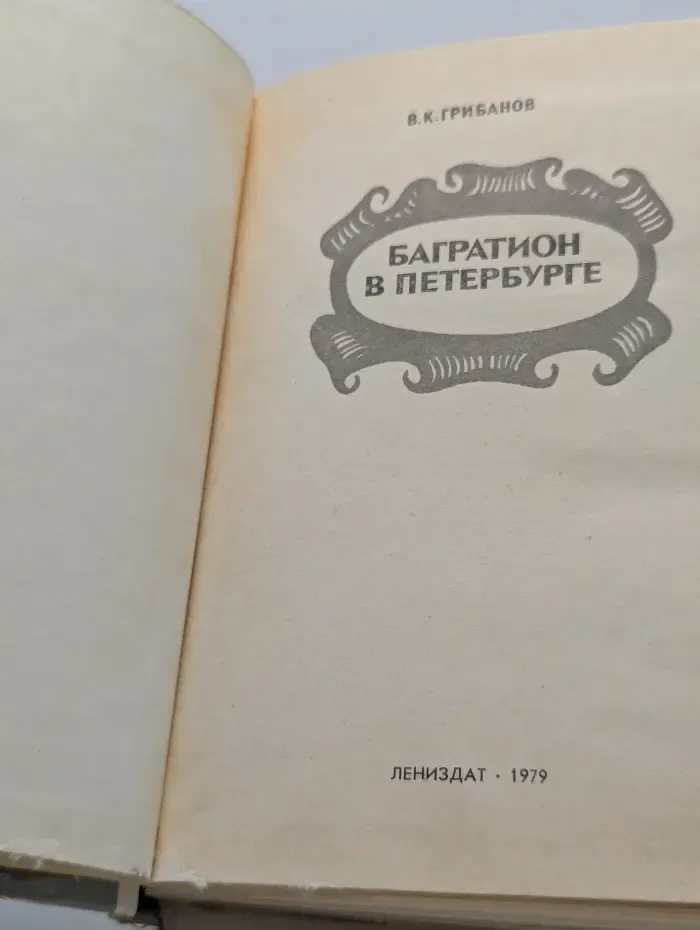 В.К.ГРИБАНОВ
БАГРАТИОН
В ПЕТЕРБУРГЕ
ЛЕНИЗДАТ · 1979